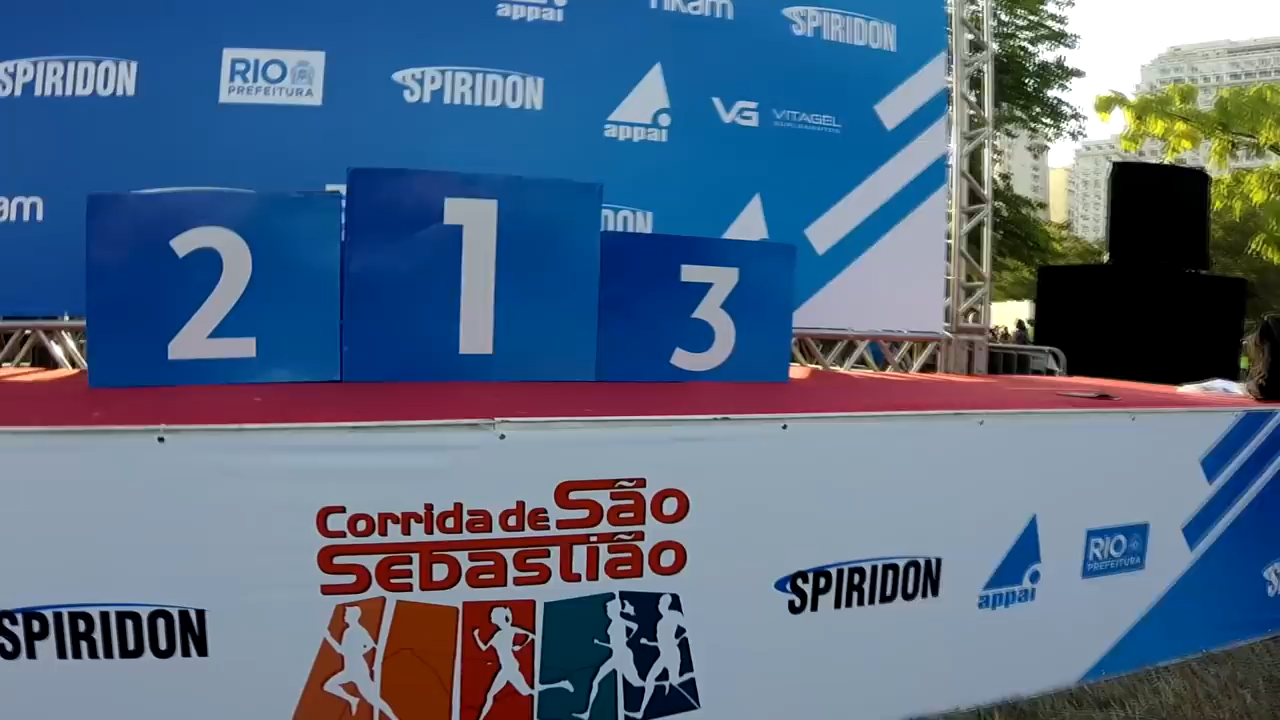 appai
SPIRIDON
SPIRIDON
RIO
PREFEITURA
SPIRIDON
appai
VG
VITAGEL
am
2
1
3
Corrida de São
Sebastião
SPIRIDON
SPIRIDON
appai
RIO
PREFEITURA